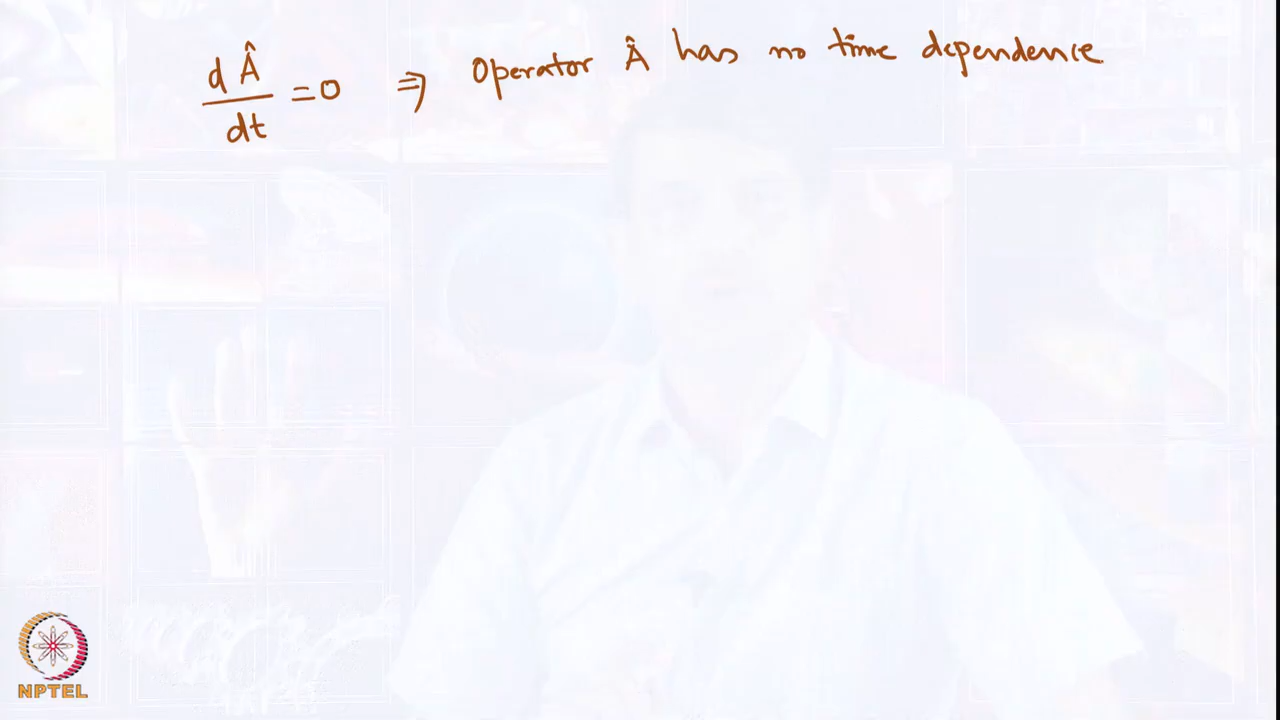 dÂ/dt = 0 ⇒ Operator Â has no time dependence.
NPTEL